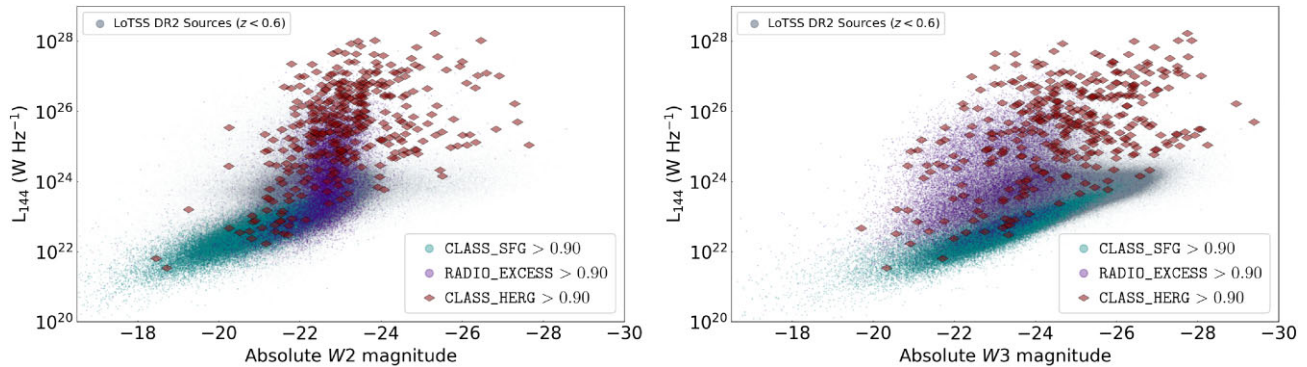 LoTSS DR2 Sources (z < 0.6)
10^28
10^26
10^24
10^22
10^20
L_144 (W Hz^−1)
CLASS_SFG > 0.90
RADIO_EXCESS > 0.90
CLASS_HERG > 0.90
−18 −20 −22 −24 −26 −28 −30
Absolute W2 magnitude
LoTSS DR2 Sources (z < 0.6)
10^28
10^26
10^24
10^22
10^20
L_144 (W Hz^−1)
CLASS_SFG > 0.90
RADIO_EXCESS > 0.90
CLASS_HERG > 0.90
−18 −20 −22 −24 −26 −28 −30
Absolute W3 magnitude